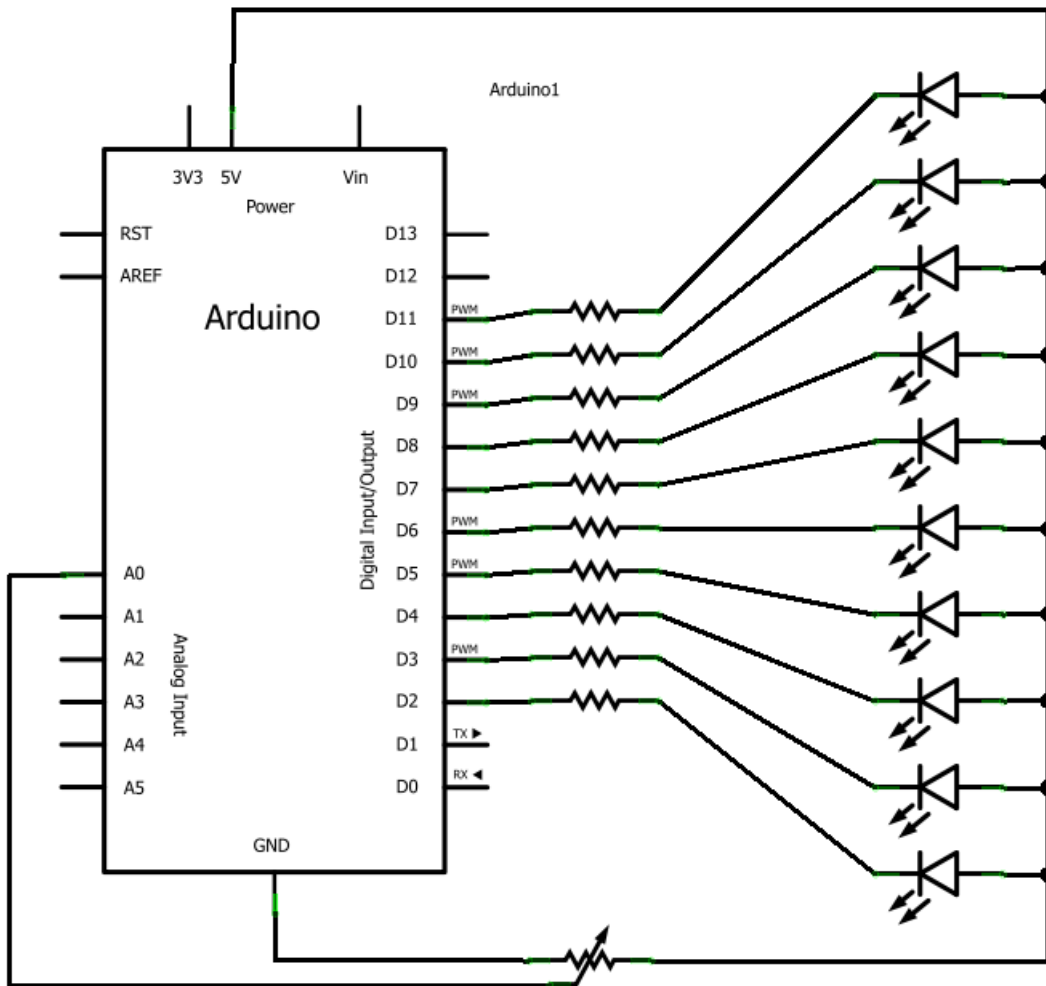 Arduino1
3V3 5V Vin
Power
RST D13
AREF D12
Arduino
D11 PWM
D10 PWM
D9 PWM
D8
D7
D6 PWM
Digital Input/Output
A0 D5 PWM
A1 D4
A2 D3 PWM
Analog Input
A3 D2
A4 D1 TX ►
A5 D0 RX ◄
GND